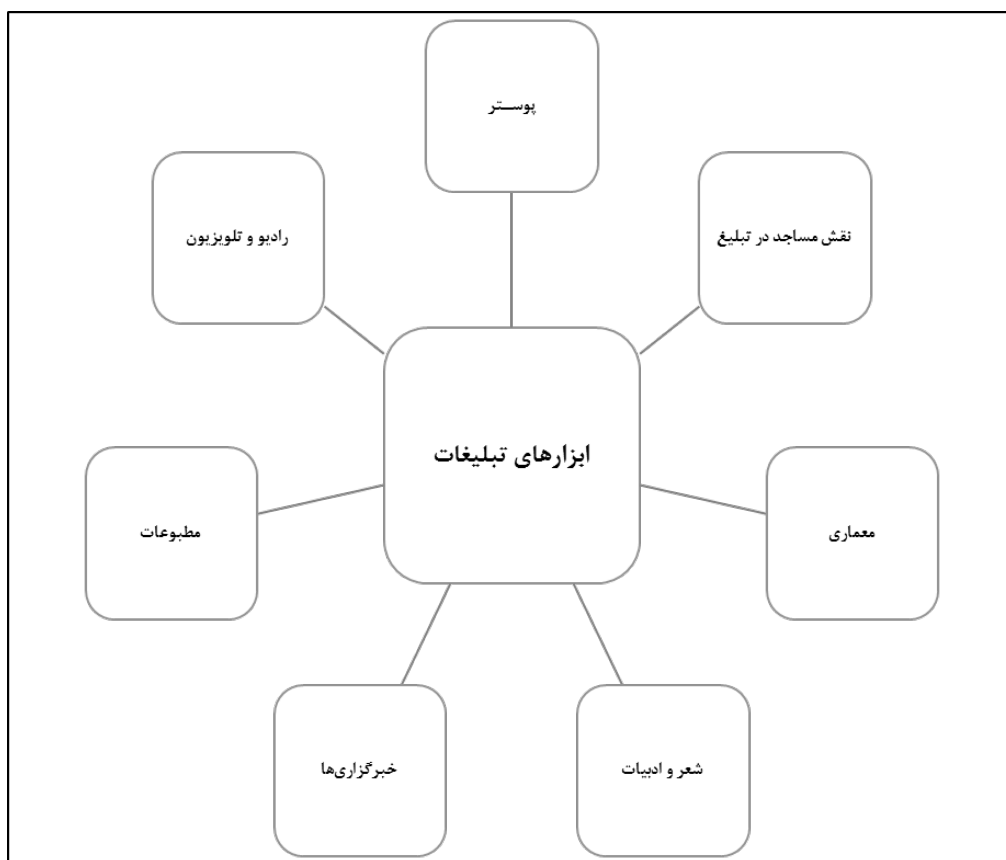 پوستر
نقش مساجد در تبلیغ
رادیو و تلویزیون
ابزارهای تبلیغات
معماری
مطبوعات
شعر و ادبیات
خبرگزاری‌ها